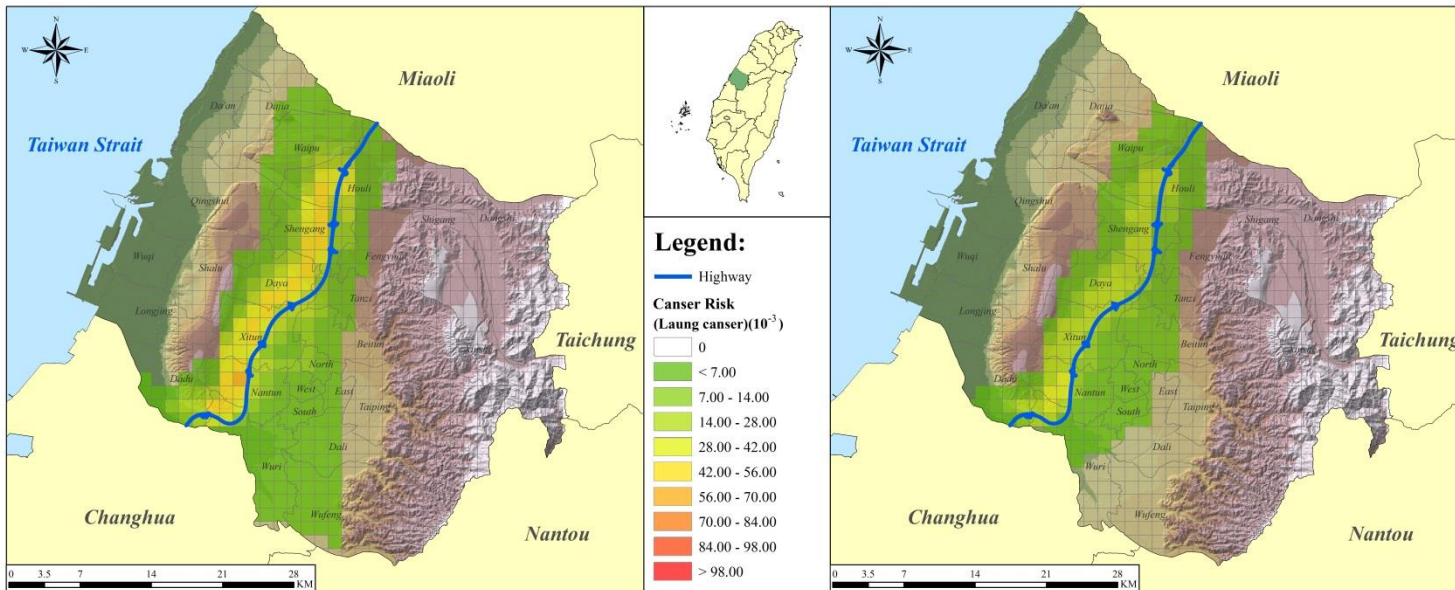 N
W E
S
Miaoli
Taiwan Strait
Da'an
Dajia
Waipu
Houli
Qingshui
Shengang
Shigang
Dongshi
Wuqi
Shalu
Fengyuan
Daya
Tanzi
Longjing
Xitun
Beitun
Taichung
North
Dadu
Nantun
West
East
Taiping
South
Dali
Wuri
Changhua
Wufeng
Nantou
0 3.5 7 14 21 28
KM
Legend:
Highway
Canser Risk
(Laung canser)(10⁻³)
0
< 7.00
7.00 - 14.00
14.00 - 28.00
28.00 - 42.00
42.00 - 56.00
56.00 - 70.00
70.00 - 84.00
84.00 - 98.00
> 98.00
N
W E
S
Miaoli
Taiwan Strait
Da'an
Dajia
Waipu
Houli
Qingshui
Shengang
Shigang
Dongshi
Wuqi
Shalu
Fengyuan
Daya
Tanzi
Longjing
Xitun
Beitun
Taichung
North
Dadu
Nantun
West
East
Taiping
South
Dali
Wuri
Changhua
Wufeng
Nantou
0 3.5 7 14 21 28
KM